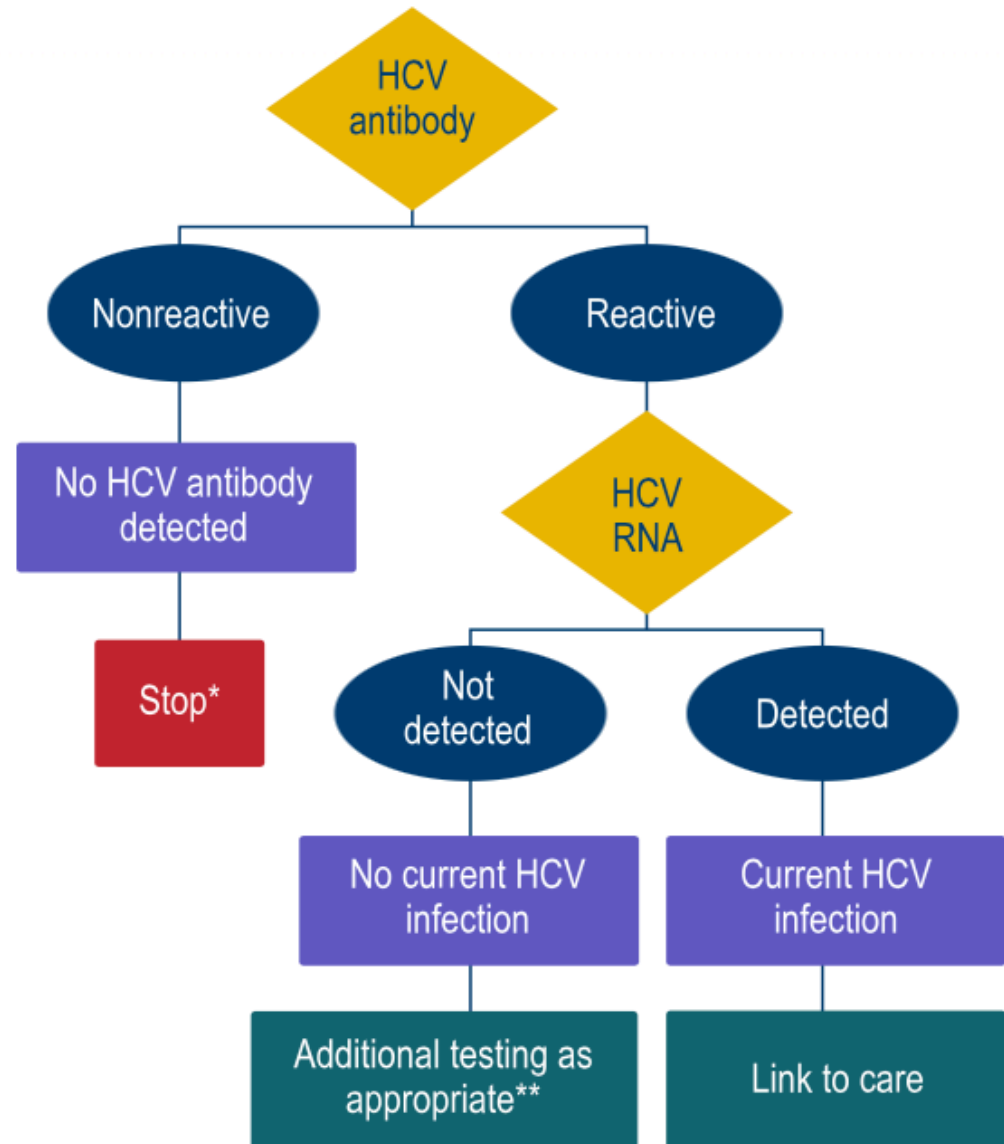 HCV
antibody
Nonreactive
Reactive
No HCV antibody
detected
HCV
RNA
Stop*
Not
detected
Detected
No current HCV
infection
Current HCV
infection
Additional testing as
appropriate**
Link to care